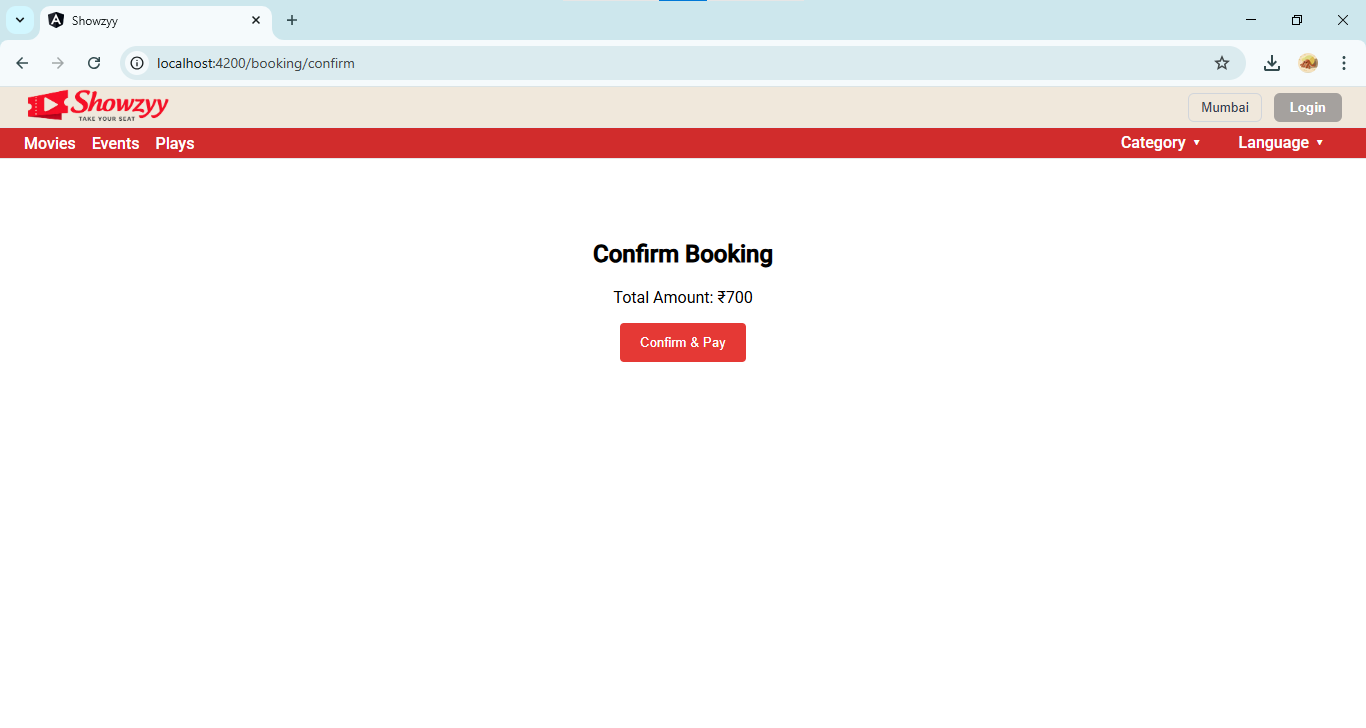 Showzyy
localhost:4200/booking/confirm
Showzyy
TAKE YOUR SEAT
Mumbai
Login
Movies Events Plays
Category ▼ Language ▼
Confirm Booking
Total Amount: ₹700
Confirm & Pay